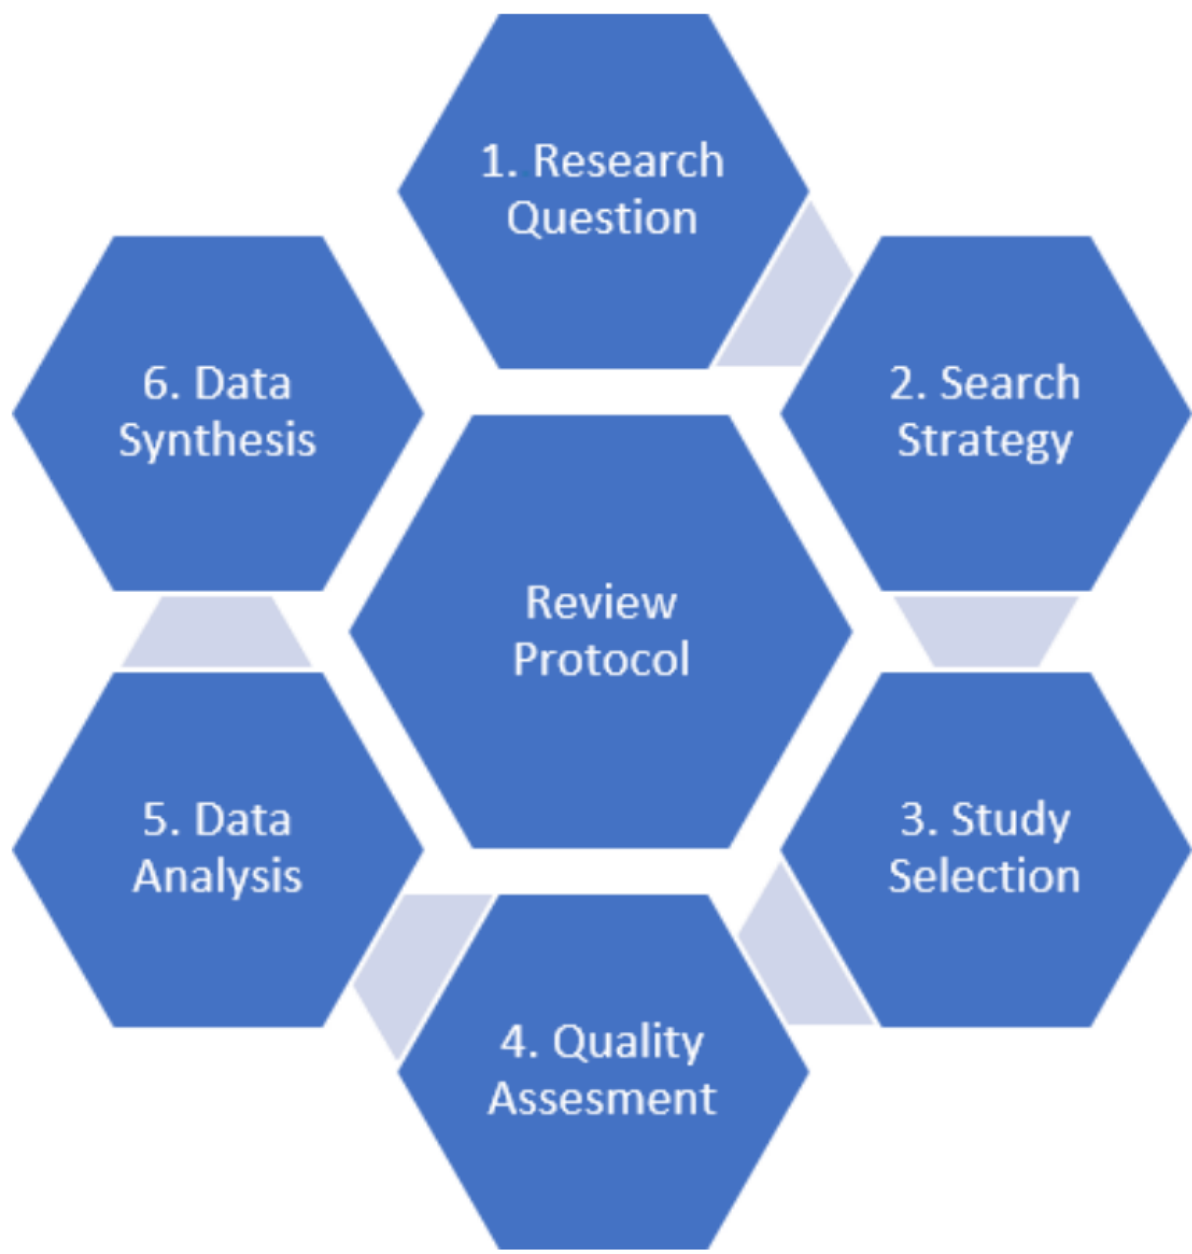 1. Research
Question
2. Search
Strategy
3. Study
Selection
4. Quality
Assesment
5. Data
Analysis
6. Data
Synthesis
Review
Protocol